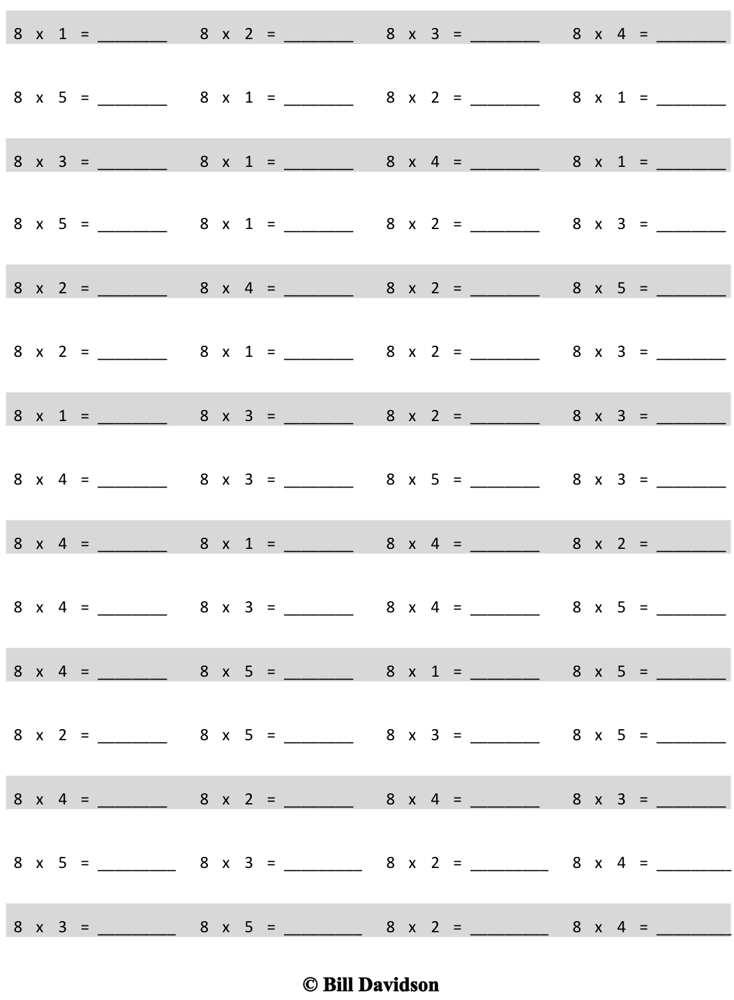 8 x 1 = ________ 8 x 2 = ________ 8 x 3 = ________ 8 x 4 = ________
8 x 5 = ________ 8 x 1 = ________ 8 x 2 = ________ 8 x 1 = ________
8 x 3 = ________ 8 x 1 = ________ 8 x 4 = ________ 8 x 1 = ________
8 x 5 = ________ 8 x 1 = ________ 8 x 2 = ________ 8 x 3 = ________
8 x 2 = ________ 8 x 4 = ________ 8 x 2 = ________ 8 x 5 = ________
8 x 2 = ________ 8 x 1 = ________ 8 x 2 = ________ 8 x 3 = ________
8 x 1 = ________ 8 x 3 = ________ 8 x 2 = ________ 8 x 3 = ________
8 x 4 = ________ 8 x 3 = ________ 8 x 5 = ________ 8 x 3 = ________
8 x 4 = ________ 8 x 1 = ________ 8 x 4 = ________ 8 x 2 = ________
8 x 4 = ________ 8 x 3 = ________ 8 x 4 = ________ 8 x 5 = ________
8 x 4 = ________ 8 x 5 = ________ 8 x 1 = ________ 8 x 5 = ________
8 x 2 = ________ 8 x 5 = ________ 8 x 3 = ________ 8 x 5 = ________
8 x 4 = ________ 8 x 2 = ________ 8 x 4 = ________ 8 x 3 = ________
8 x 5 = _________ 8 x 3 = _________ 8 x 2 = _________ 8 x 4 = _________
8 x 3 = _________ 8 x 5 = _________ 8 x 2 = _________ 8 x 4 = _________
© Bill Davidson